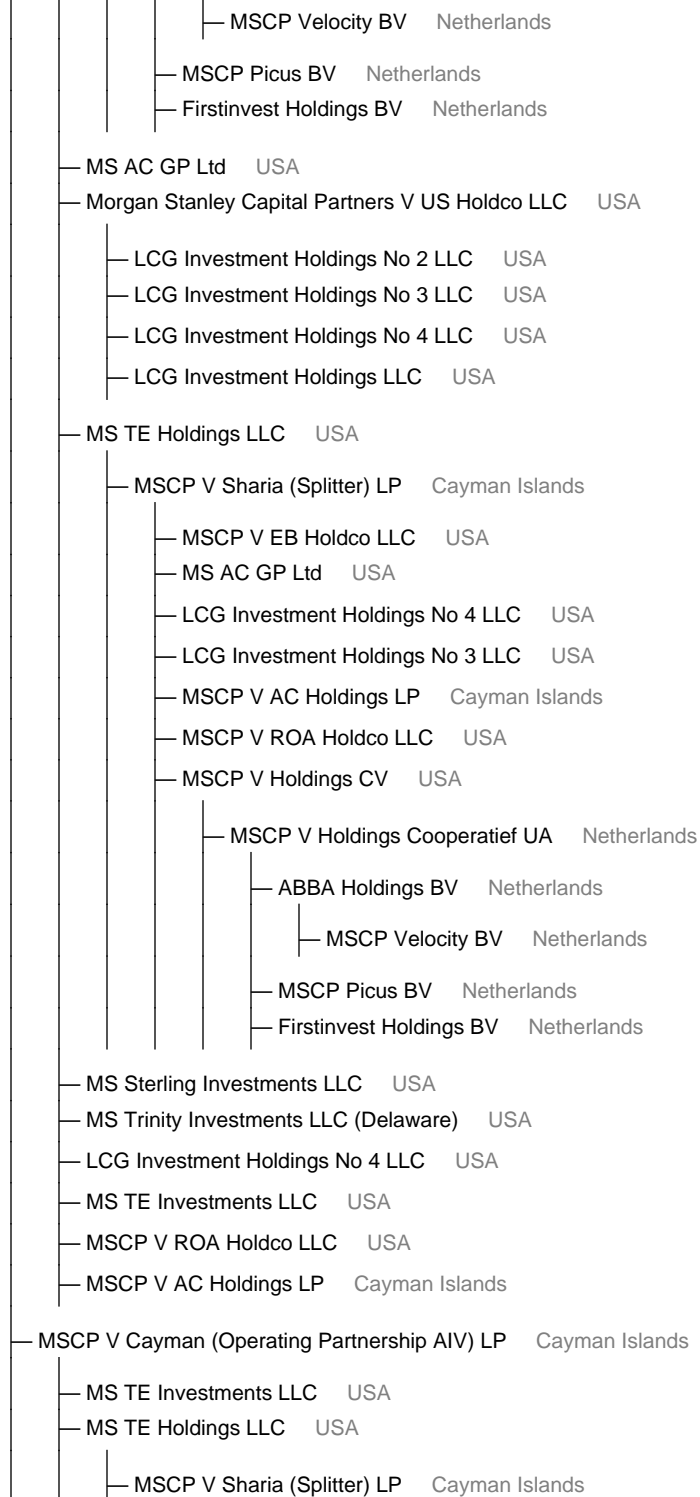 MSCP Velocity BV Netherlands
MSCP Picus BV Netherlands
Firstinvest Holdings BV Netherlands
MS AC GP Ltd USA
Morgan Stanley Capital Partners V US Holdco LLC USA
LCG Investment Holdings No 2 LLC USA
LCG Investment Holdings No 3 LLC USA
LCG Investment Holdings No 4 LLC USA
LCG Investment Holdings LLC USA
MS TE Holdings LLC USA
MSCP V Sharia (Splitter) LP Cayman Islands
MSCP V EB Holdco LLC USA
MS AC GP Ltd USA
LCG Investment Holdings No 4 LLC USA
LCG Investment Holdings No 3 LLC USA
MSCP V AC Holdings LP Cayman Islands
MSCP V ROA Holdco LLC USA
MSCP V Holdings CV USA
MSCP V Holdings Cooperatief UA Netherlands
ABBA Holdings BV Netherlands
MSCP Velocity BV Netherlands
MSCP Picus BV Netherlands
Firstinvest Holdings BV Netherlands
MS Sterling Investments LLC USA
MS Trinity Investments LLC (Delaware) USA
LCG Investment Holdings No 4 LLC USA
MS TE Investments LLC USA
MSCP V ROA Holdco LLC USA
MSCP V AC Holdings LP Cayman Islands
MSCP V Cayman (Operating Partnership AIV) LP Cayman Islands
MS TE Investments LLC USA
MS TE Holdings LLC USA
MSCP V Sharia (Splitter) LP Cayman Islands